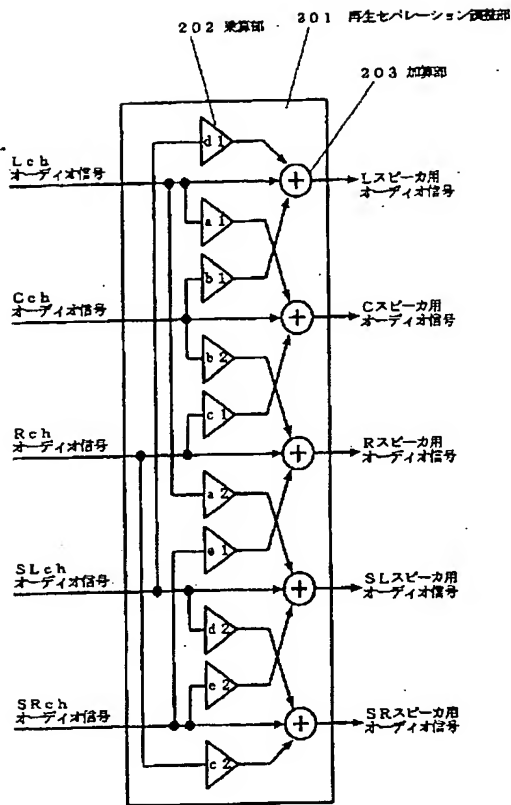 202 乗算部
201 再生セパレーション調整部
203 加算部
d1
Lch
オーディオ信号
Lスピーカ用
オーディオ信号
a1
b1
Cch
オーディオ信号
Cスピーカ用
オーディオ信号
b2
c1
Rch
オーディオ信号
Rスピーカ用
オーディオ信号
a2
e1
SLch
オーディオ信号
SLスピーカ用
オーディオ信号
d2
e2
SRch
オーディオ信号
SRスピーカ用
オーディオ信号
c2